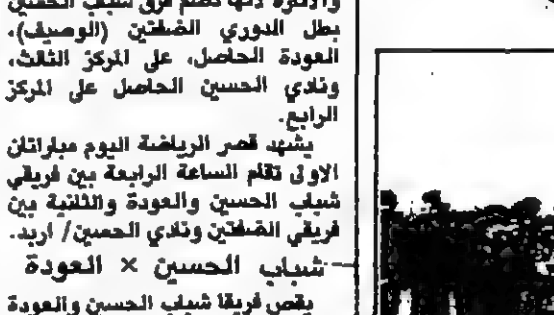 والاثارة لانها تضم فرق شباب الحسين
بطل الدوري الضفتين (الوصيف)،
العودة الحاصل، على المركز الثالث،
ونادي الحسين الحاصل على المركز
الرابع.
يشهد قصر الرياضة اليوم مباراتان
الاولى تقام الساعة الرابعة بين فريقي
شباب الحسين والعودة والثانية بين
فريقي الضفتين ونادي الحسين/ اربد.
شباب الحسين × العودة
يقص فريقا شباب الحسين والعودة